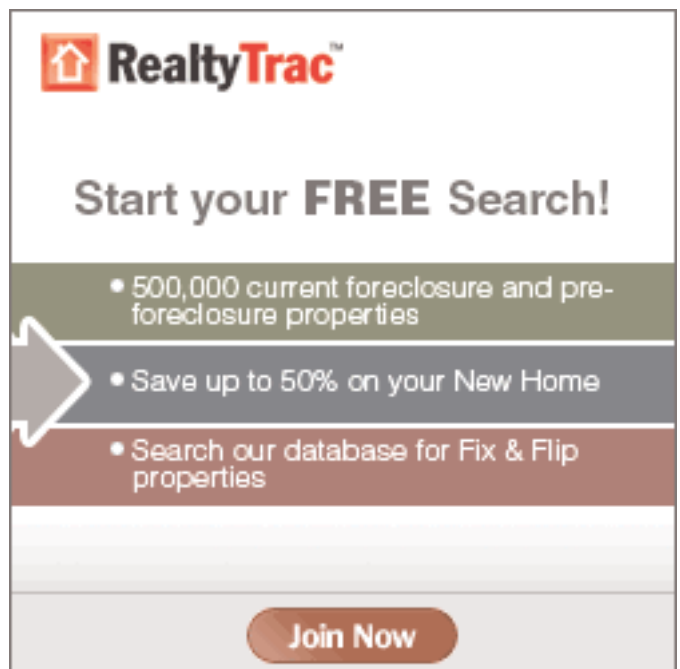 RealtyTrac™
Start your FREE Search!
• 500,000 current foreclosure and pre-
foreclosure properties
• Save up to 50% on your New Home
• Search our database for Fix & Flip
properties
Join Now